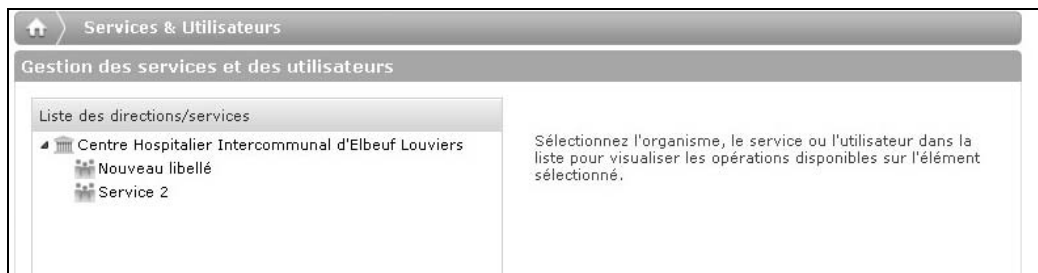 Services & Utilisateurs
Gestion des services et des utilisateurs
Liste des directions/services
Centre Hospitalier Intercommunal d'Elbeuf Louviers
Nouveau libellé
Service 2
Sélectionnez l'organisme, le service ou l'utilisateur dans la
liste pour visualiser les opérations disponibles sur l'élément
sélectionné.